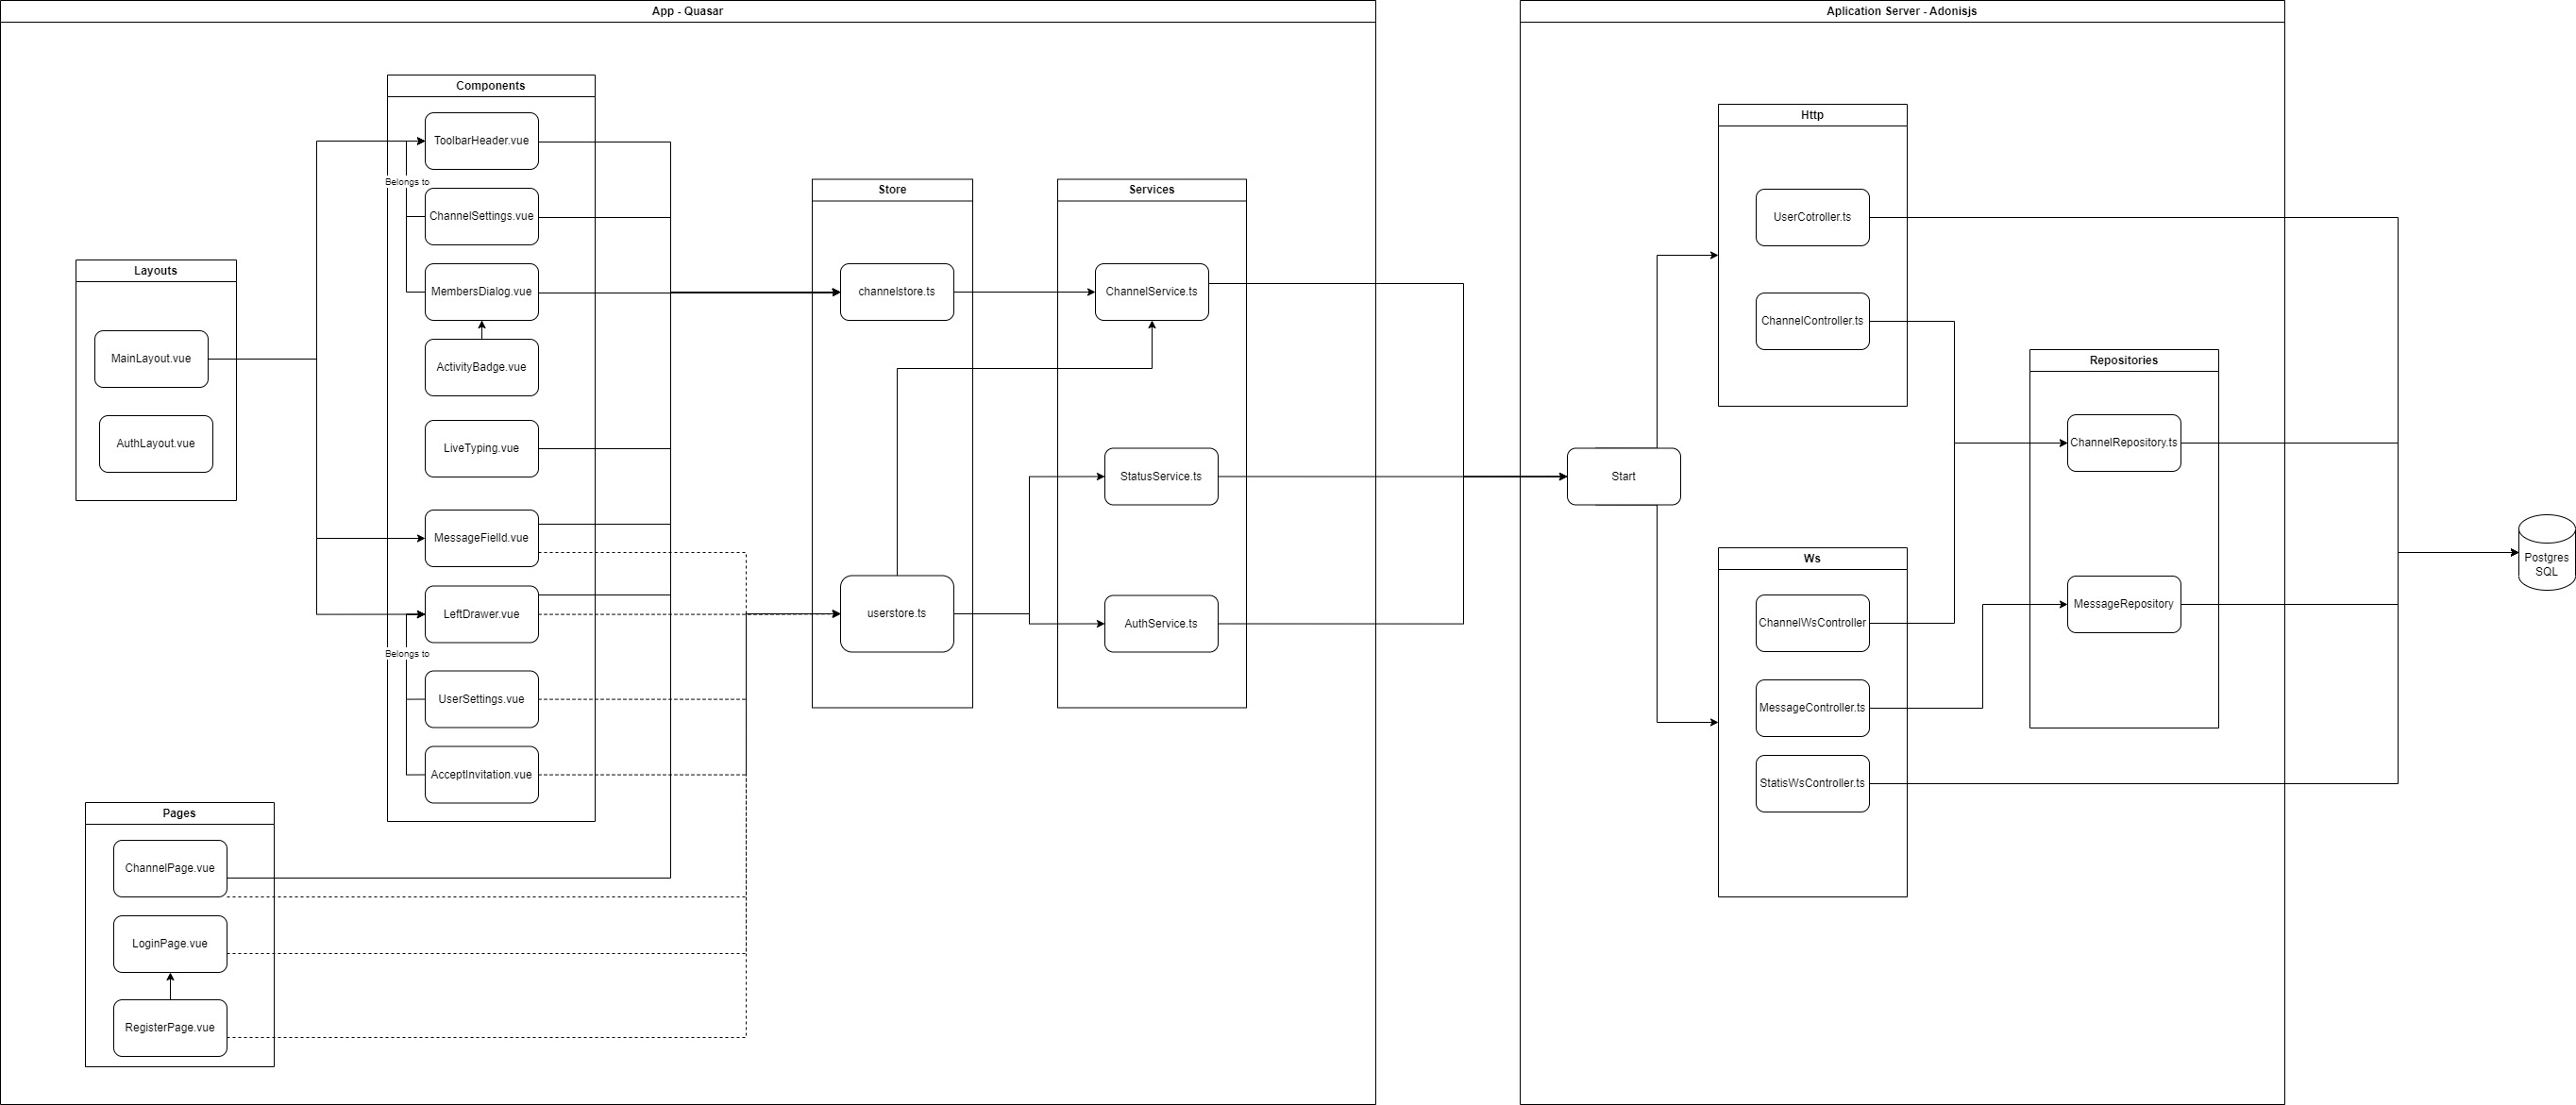 App - Quasar
Components
ToolbarHeader.vue
Belongs to
ChannelSettings.vue
MembersDialog.vue
ActivityBadge.vue
LiveTyping.vue
MessageFielld.vue
LeftDrawer.vue
Belongs to
UserSettings.vue
AcceptInvitation.vue
Layouts
MainLayout.vue
AuthLayout.vue
Pages
ChannelPage.vue
LoginPage.vue
RegisterPage.vue
Store
channelstore.ts
userstore.ts
Services
ChannelService.ts
StatusService.ts
AuthService.ts
Aplication Server - Adonisjs
Start
Http
UserCotroller.ts
ChannelController.ts
Ws
ChannelWsController
MessageController.ts
StatisWsController.ts
Repositories
ChannelRepository.ts
MessageRepository
Postgres
SQL